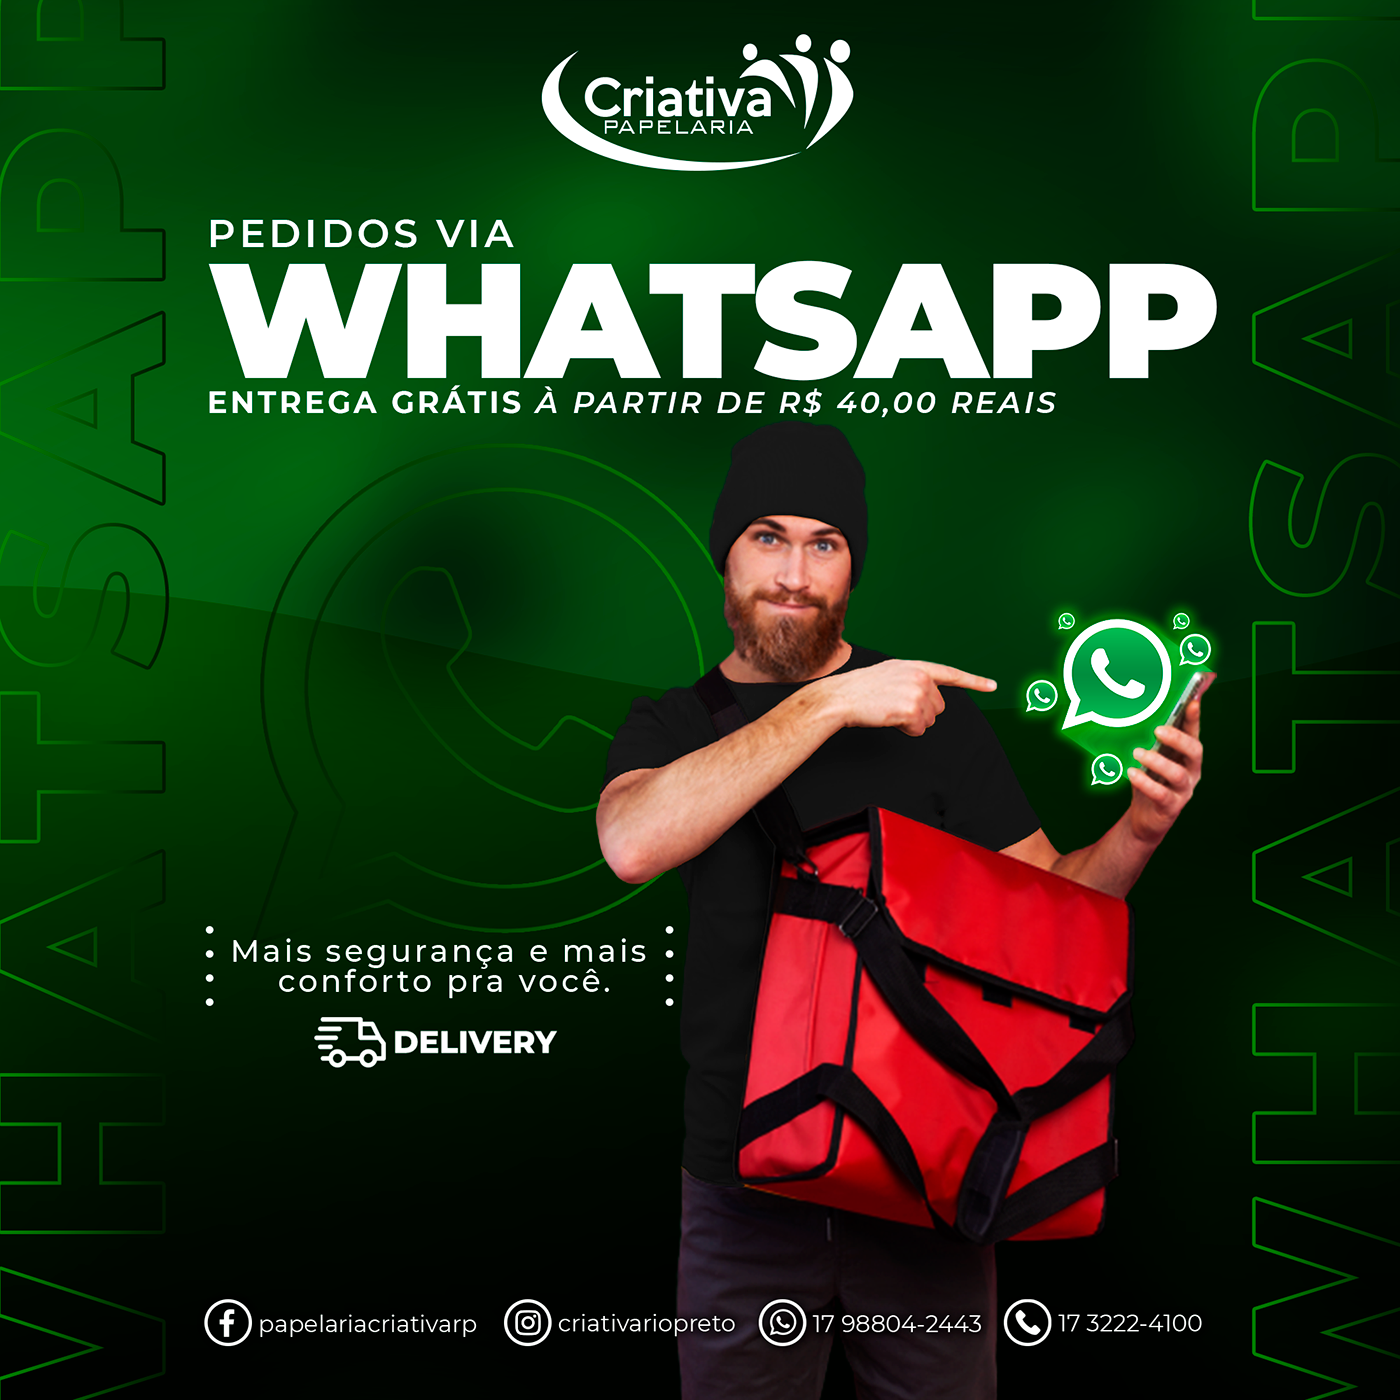 Criativa
PAPELARIA
PEDIDOS VIA
WHATSAPP
ENTREGA GRÁTIS À PARTIR DE R$ 40,00 REAIS
WHATSAPP
WHATSAPP
Mais segurança e mais
conforto pra você.
DELIVERY
papelariacriativarp
criativariopreto
17 98804-2443
17 3222-4100